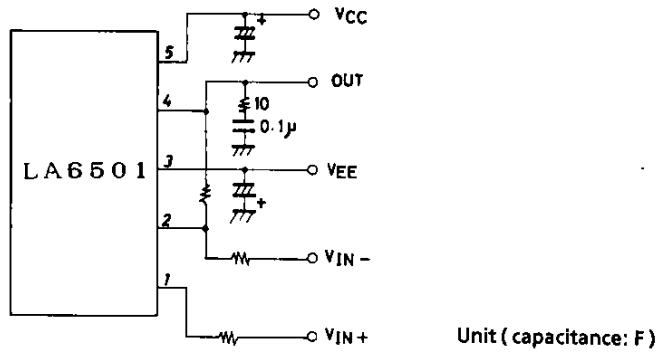 VCC
5
OUT
4
10
0.1μ
LA6501
3
VEE
2
VIN-
1
VIN+
Unit (capacitance: F)